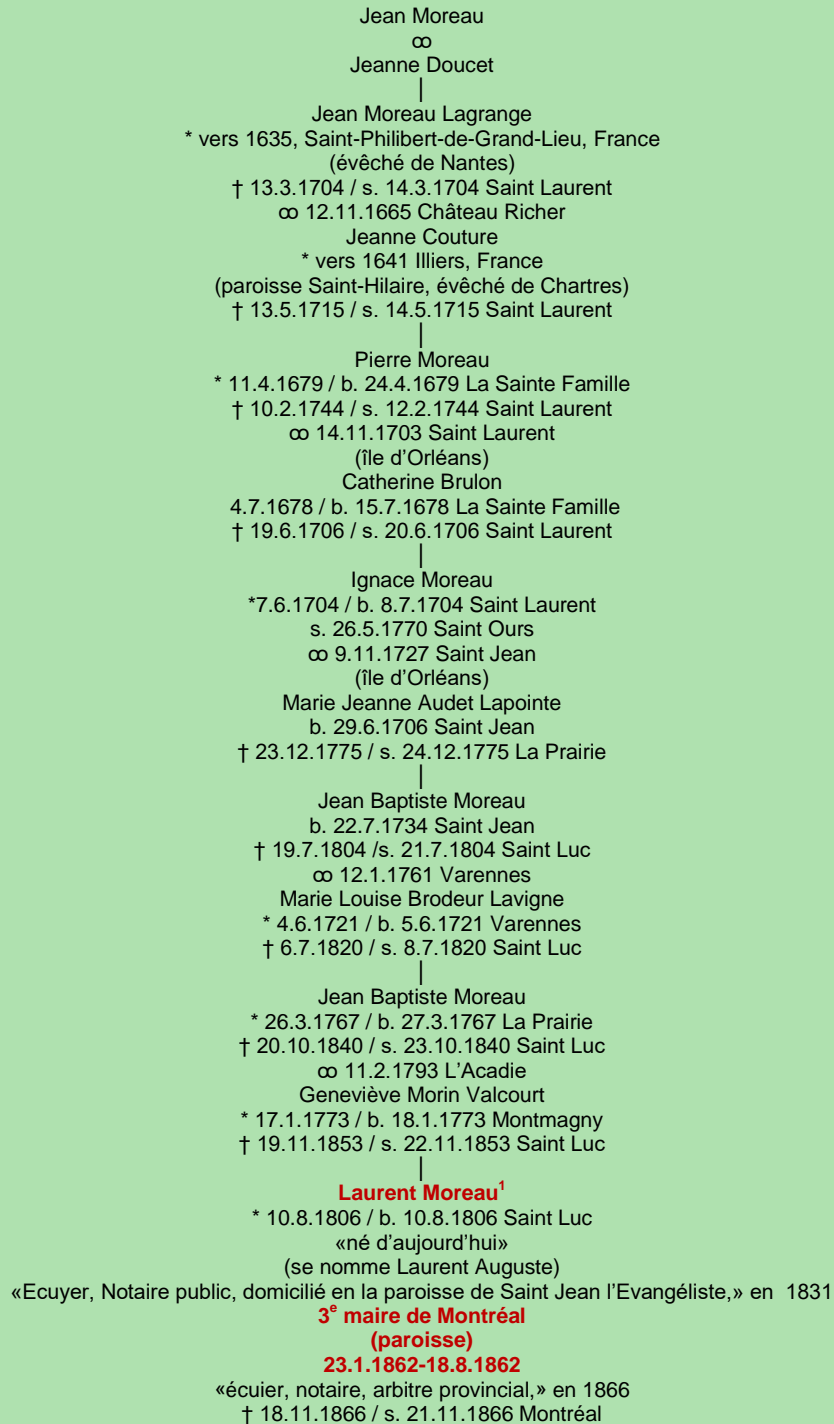 Jean Moreau
ꝏ
Jeanne Doucet
|
Jean Moreau Lagrange
* vers 1635, Saint-Philibert-de-Grand-Lieu, France
(évêché de Nantes)
† 13.3.1704 / s. 14.3.1704 Saint Laurent
ꝏ 12.11.1665 Château Richer
Jeanne Couture
* vers 1641 Illiers, France
(paroisse Saint-Hilaire, évêché de Chartres)
† 13.5.1715 / s. 14.5.1715 Saint Laurent
|
Pierre Moreau
* 11.4.1679 / b. 24.4.1679 La Sainte Famille
† 10.2.1744 / s. 12.2.1744 Saint Laurent
ꝏ 14.11.1703 Saint Laurent
(île d'Orléans)
Catherine Brulon
4.7.1678 / b. 15.7.1678 La Sainte Famille
† 19.6.1706 / s. 20.6.1706 Saint Laurent
|
Ignace Moreau
*7.6.1704 / b. 8.7.1704 Saint Laurent
s. 26.5.1770 Saint Ours
ꝏ 9.11.1727 Saint Jean
(île d'Orléans)
Marie Jeanne Audet Lapointe
b. 29.6.1706 Saint Jean
† 23.12.1775 / s. 24.12.1775 La Prairie
|
Jean Baptiste Moreau
b. 22.7.1734 Saint Jean
† 19.7.1804 /s. 21.7.1804 Saint Luc
ꝏ 12.1.1761 Varennes
Marie Louise Brodeur Lavigne
* 4.6.1721 / b. 5.6.1721 Varennes
† 6.7.1820 / s. 8.7.1820 Saint Luc
|
Jean Baptiste Moreau
* 26.3.1767 / b. 27.3.1767 La Prairie
† 20.10.1840 / s. 23.10.1840 Saint Luc
ꝏ 11.2.1793 L'Acadie
Geneviève Morin Valcourt
* 17.1.1773 / b. 18.1.1773 Montmagny
† 19.11.1853 / s. 22.11.1853 Saint Luc
|
Laurent Moreau¹
* 10.8.1806 / b. 10.8.1806 Saint Luc
«né d'aujourd'hui»
(se nomme Laurent Auguste)
«Ecuyer, Notaire public, domicilié en la paroisse de Saint Jean l'Evangéliste,» en  1831
3ᵉ maire de Montréal
(paroisse)
23.1.1862-18.8.1862
«écuier, notaire, arbitre provincial,» en 1866
† 18.11.1866 / s. 21.11.1866 Montréal